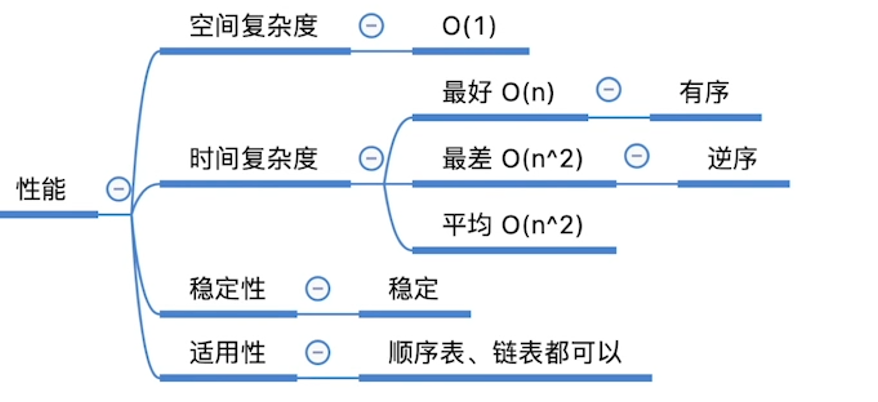 性能
空间复杂度
O(1)
时间复杂度
最好 O(n)
有序
最差 O(n^2)
逆序
平均 O(n^2)
稳定性
稳定
适用性
顺序表、链表都可以